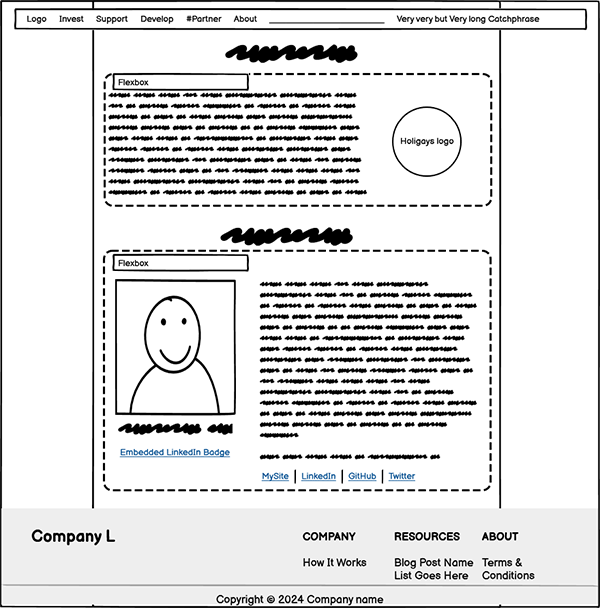 Logo Invest Support Develop #Partner About Very very but Very long Catchphrase
Flexbox
Holigays logo
Flexbox
Embedded LinkedIn Badge
MySite LinkedIn GitHub Twitter
Company L
COMPANY RESOURCES ABOUT
How It Works Blog Post Name Terms &
List Goes Here Conditions
Copyright © 2024 Company name